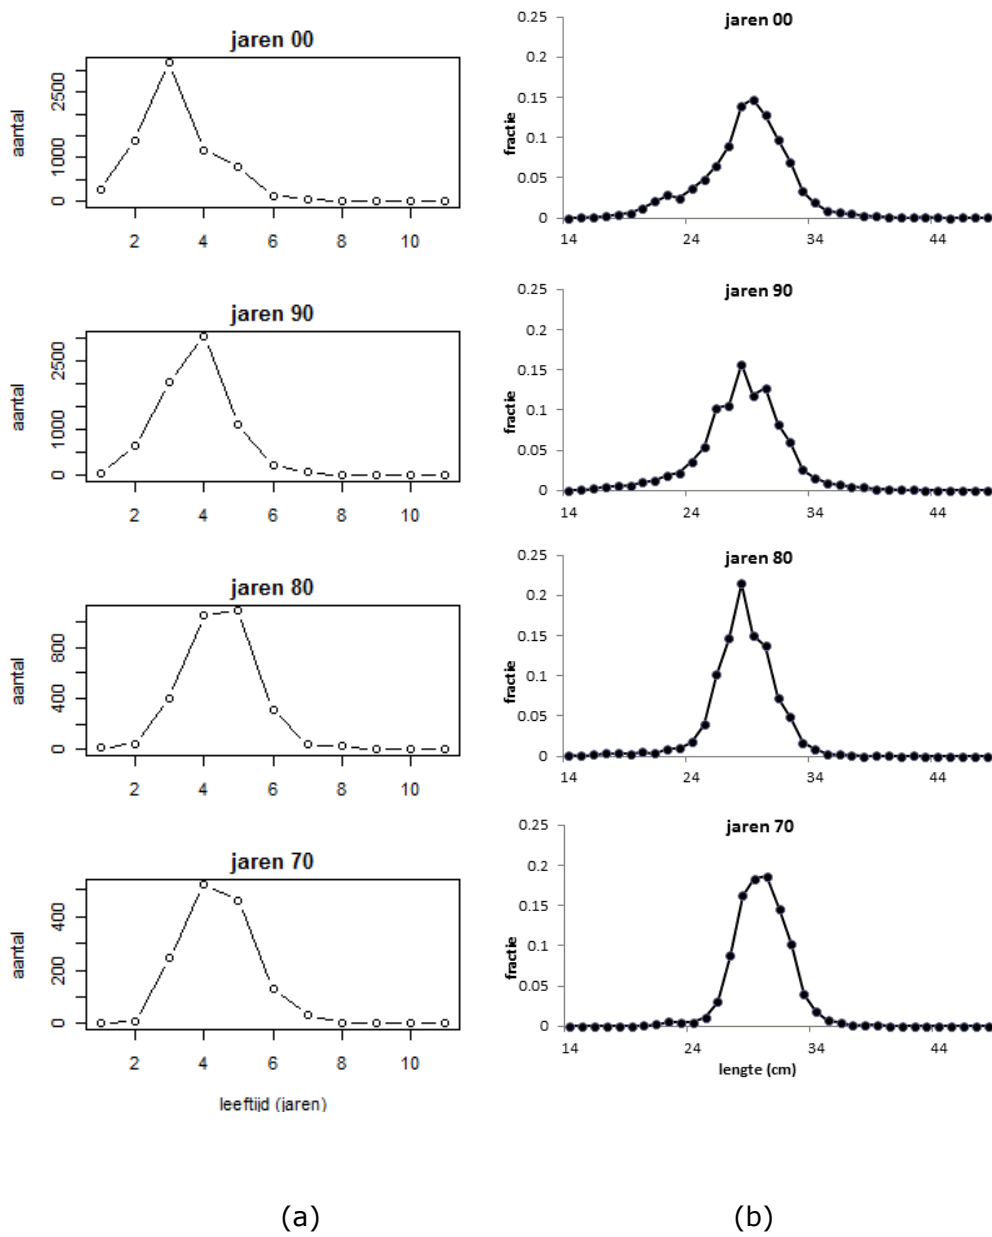 jaren 00
aantal
2500
1000
0
2 4 6 8 10
jaren 90
aantal
2500
1000
0
2 4 6 8 10
jaren 80
aantal
800
400
0
2 4 6 8 10
jaren 70
aantal
400
200
0
2 4 6 8 10
leeftijd (jaren)
(a)
jaren 00
fractie
0.25
0.2
0.15
0.1
0.05
0
14 24 34 44
jaren 90
fractie
0.25
0.2
0.15
0.1
0.05
0
14 24 34 44
jaren 80
fractie
0.25
0.2
0.15
0.1
0.05
0
14 24 34 44
jaren 70
fractie
0.25
0.2
0.15
0.1
0.05
0
14 24 34 44
lengte (cm)
(b)